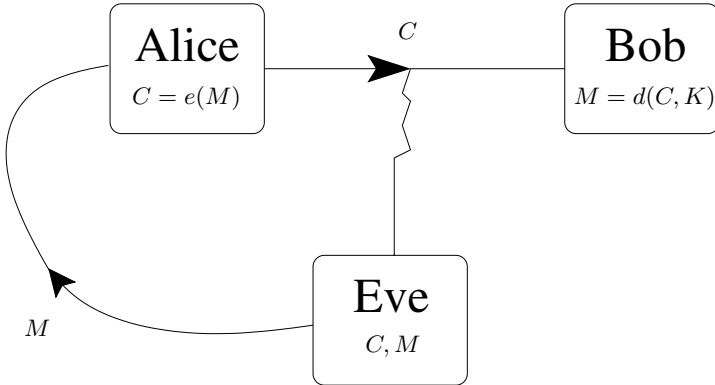 Alice
C = e(M)
C
Bob
M = d(C, K)
Eve
C, M
M